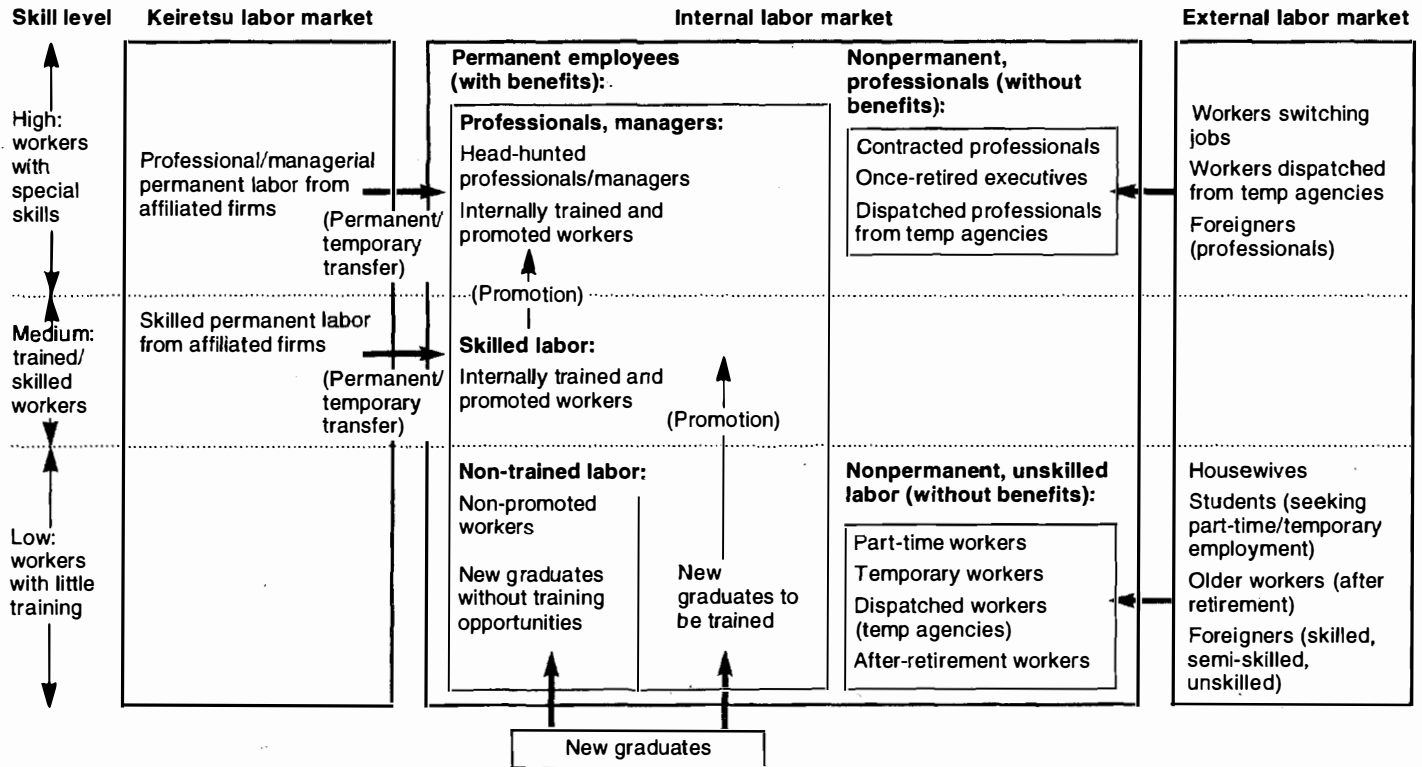 Skill level
Keiretsu labor market
Internal labor market
External labor market
High:
workers
with
special
skills
Medium:
trained/
skilled
workers
Low:
workers
with little
training
Professional/managerial
permanent labor from
affiliated firms
(Permanent/
temporary
transfer)
Skilled permanent labor
from affiliated firms
(Permanent/
temporary
transfer)
Permanent employees
(with benefits):
Professionals, managers:
Head-hunted
professionals/managers
Internally trained and
promoted workers
(Promotion)
Skilled labor:
Internally trained and
promoted workers
(Promotion)
Non-trained labor:
Non-promoted
workers
New graduates
without training
opportunities
New
graduates to
be trained
New graduates
Nonpermanent,
professionals (without
benefits):
Contracted professionals
Once-retired executives
Dispatched professionals
from temp agencies
Nonpermanent, unskilled
labor (without benefits):
Part-time workers
Temporary workers
Dispatched workers
(temp agencies)
After-retirement workers
Workers switching
jobs
Workers dispatched
from temp agencies
Foreigners
(professionals)
Housewives
Students (seeking
part-time/temporary
employment)
Older workers (after
retirement)
Foreigners (skilled,
semi-skilled,
unskilled)